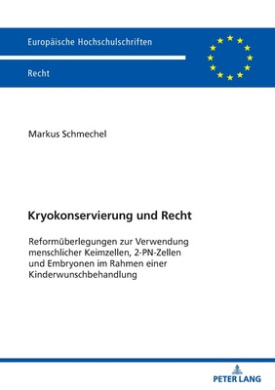 Europäische Hochschulschriften
Recht
Markus Schmechel
Kryokonservierung und Recht
Reformüberlegungen zur Verwendung
menschlicher Keimzellen, 2-PN-Zellen
und Embryonen im Rahmen einer
Kinderwunschbehandlung
PETER LANG